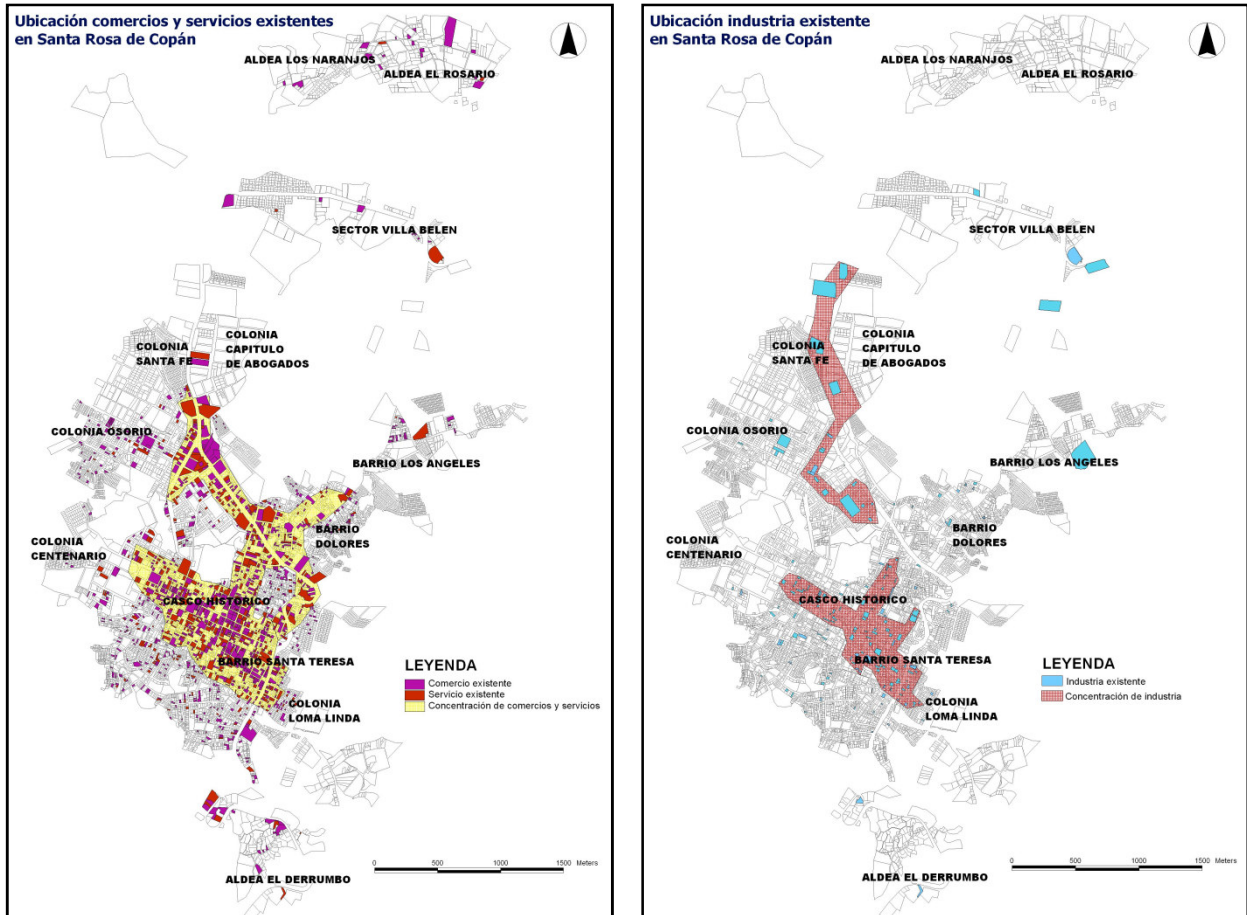 Ubicación comercios y servicios existentes
en Santa Rosa de Copán
ALDEA LOS NARANJOS
ALDEA EL ROSARIO
SECTOR VILLA BELEN
COLONIA
SANTA FE
COLONIA
CAPITULO
DE ABOGADOS
COLONIA OSORIO
BARRIO LOS ANGELES
BARRIO
DOLORES
COLONIA
CENTENARIO
CASCO HISTORICO
BARRIO SANTA TERESA
COLONIA
LOMA LINDA
LEYENDA
Comercio existente
Servicio existente
Concentración de comercios y servicios
ALDEA EL DERRUMBO
0 500 1000 1500 Meters
Ubicación industria existente
en Santa Rosa de Copán
ALDEA LOS NARANJOS
ALDEA EL ROSARIO
SECTOR VILLA BELEN
COLONIA
SANTA FE
COLONIA
CAPITULO
DE ABOGADOS
COLONIA OSORIO
BARRIO LOS ANGELES
BARRIO
DOLORES
COLONIA
CENTENARIO
CASCO HISTORICO
BARRIO SANTA TERESA
COLONIA
LOMA LINDA
LEYENDA
Industria existente
Concentración de industria
ALDEA EL DERRUMBO
0 500 1000 1500 Meters